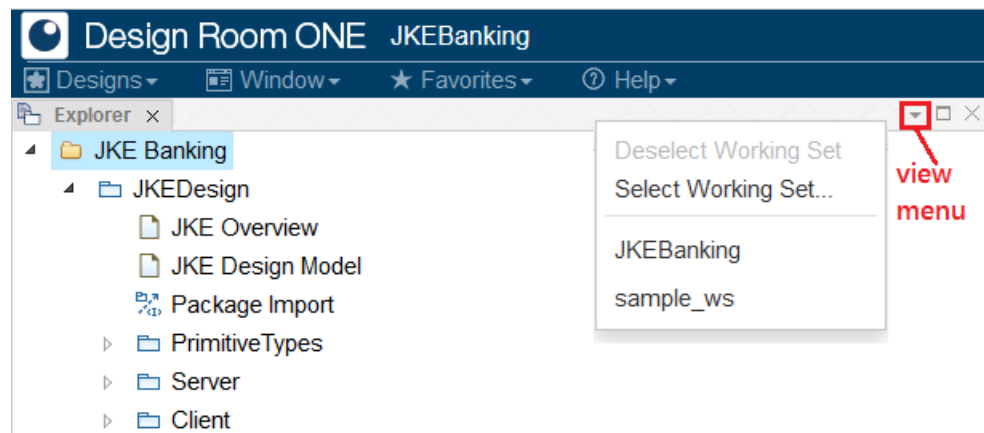 Design Room ONE JKEBanking
Designs Window Favorites Help
Explorer
JKE Banking
JKEDesign
JKE Overview
JKE Design Model
Package Import
PrimitiveTypes
Server
Client
Deselect Working Set
Select Working Set...
JKEBanking
sample_ws
view
menu